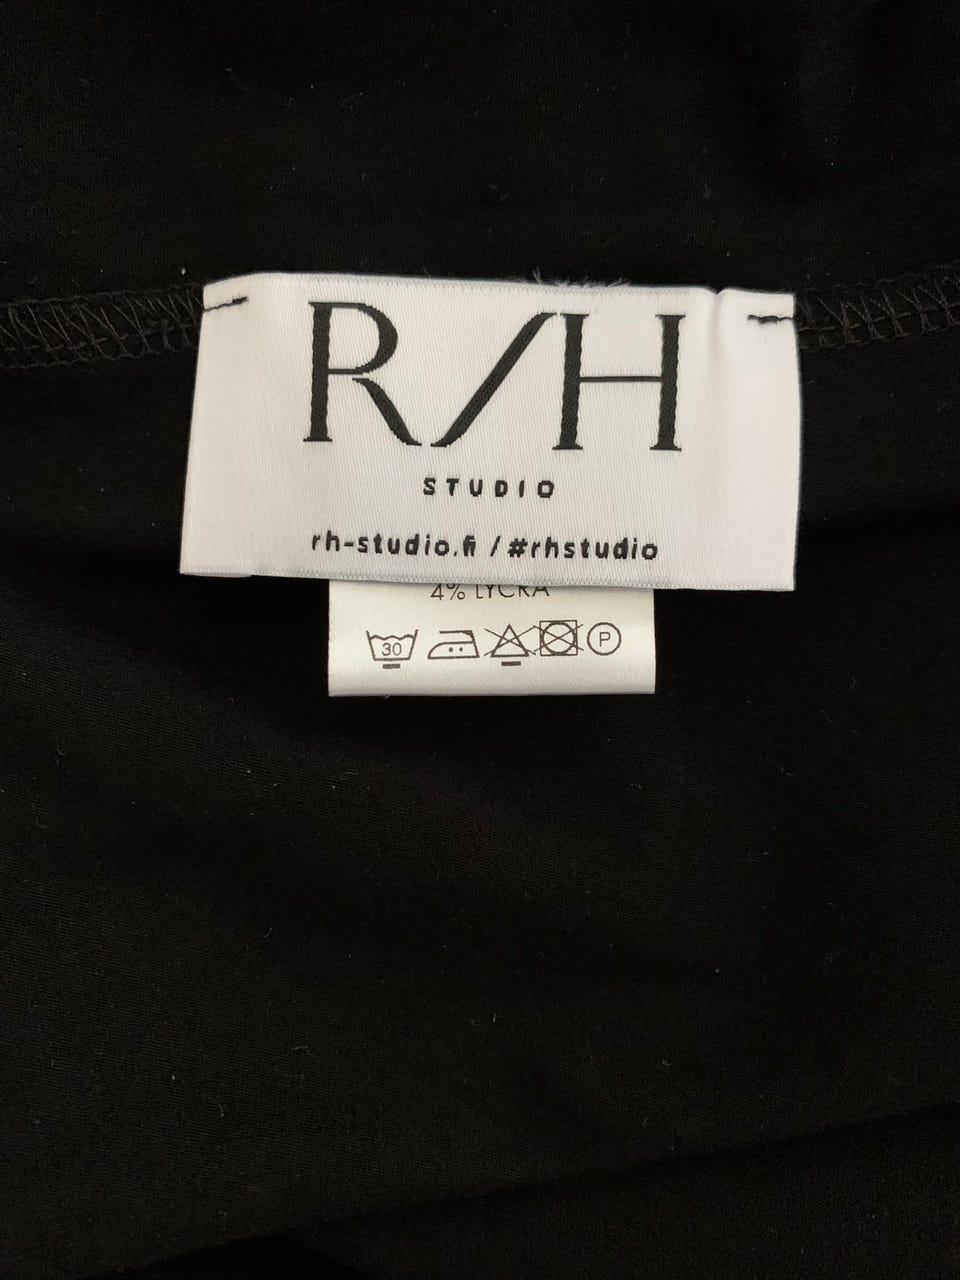 R/H
STUDIO
rh-studio.fi / #rhstudio
4% LYCRA
30
P